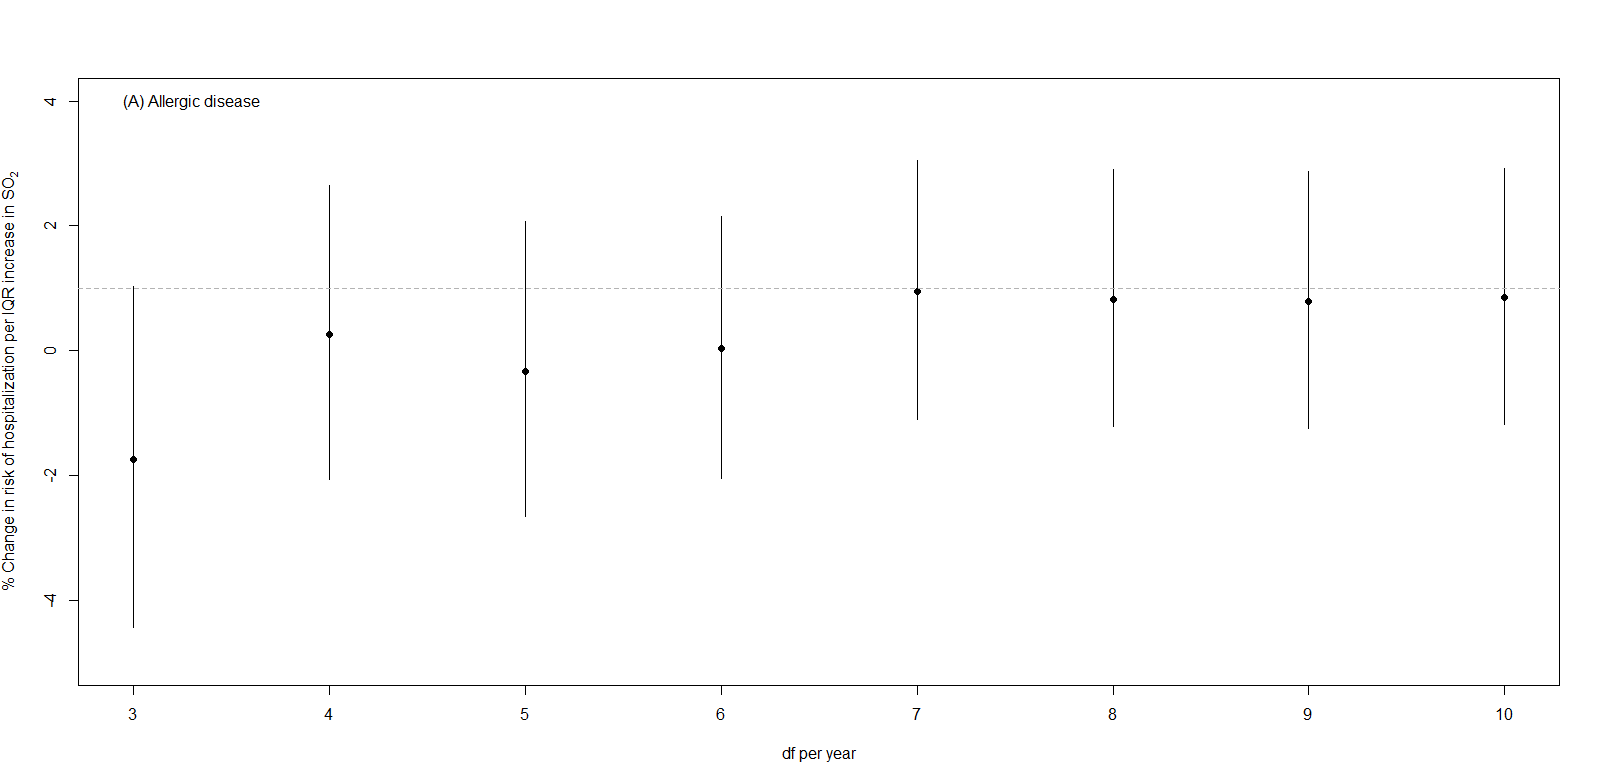 (A) Allergic disease
% Change in risk of hospitalization per IQR increase in SO₂
4
2
0
-2
-4
3 4 5 6 7 8 9 10
df per year